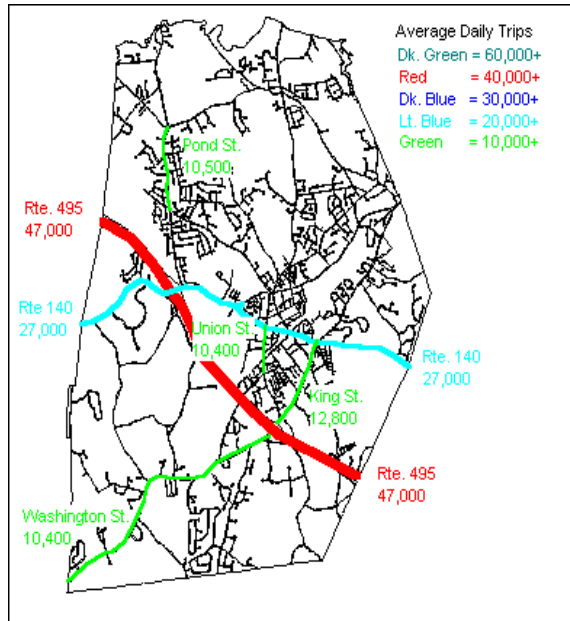 Average Daily Trips
Dk. Green = 60,000+
Red = 40,000+
Dk. Blue = 30,000+
Lt. Blue = 20,000+
Green = 10,000+
Pond St.
10,500
Rte. 495
47,000
Rte 140
27,000
Union St.
10,400
Rte. 140
27,000
King St.
12,800
Rte. 495
47,000
Washington St.
10,400